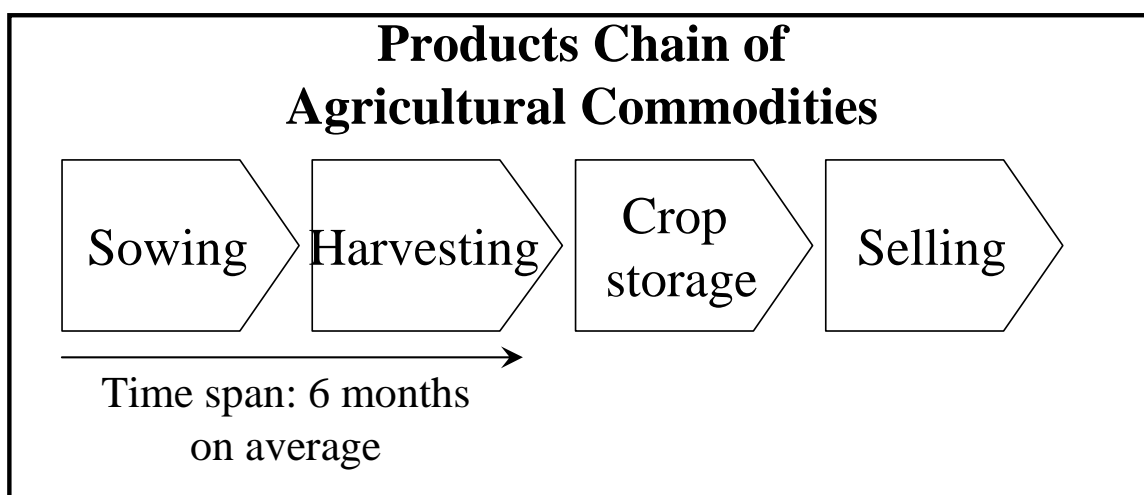 Products Chain of
Agricultural Commodities
Sowing
Harvesting
Crop
storage
Selling
Time span: 6 months
on average